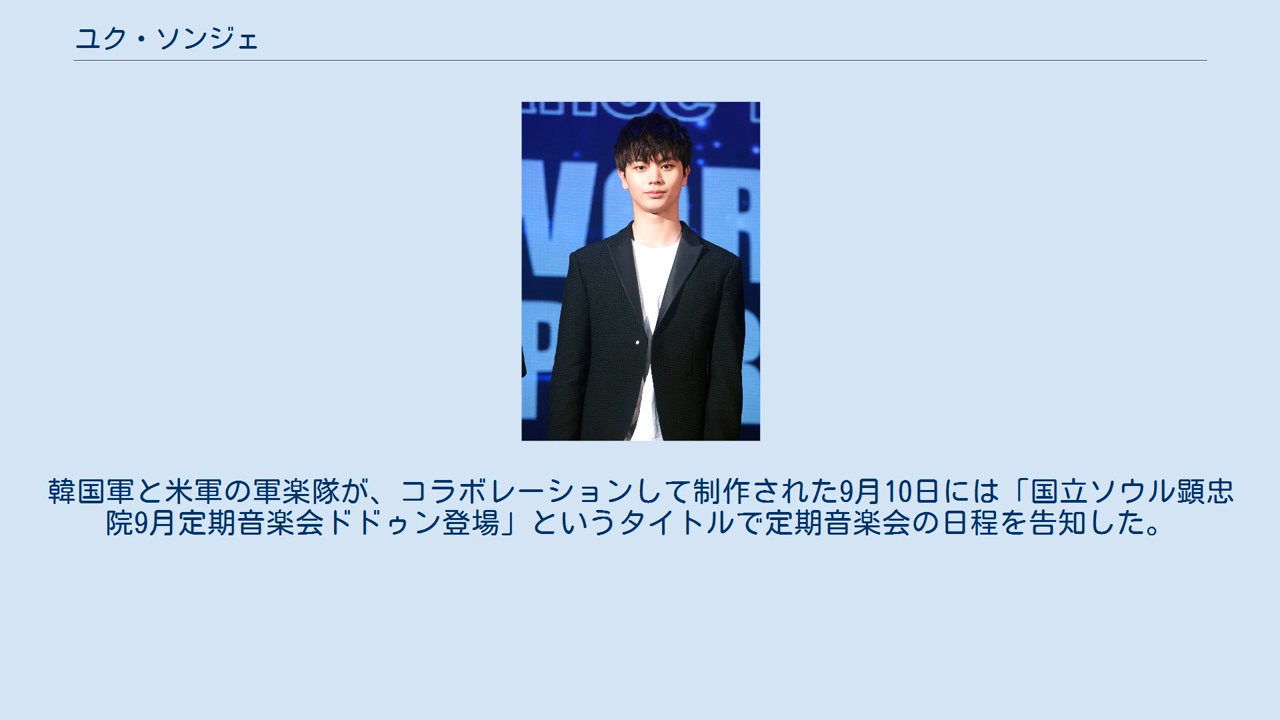 ユク・ソンジェ
WOR
韓国軍と米軍の軍楽隊が、コラボレーションして制作された9月10日には「国立ソウル顕忠
院9月定期音楽会ドドゥン登場」というタイトルで定期音楽会の日程を告知した。